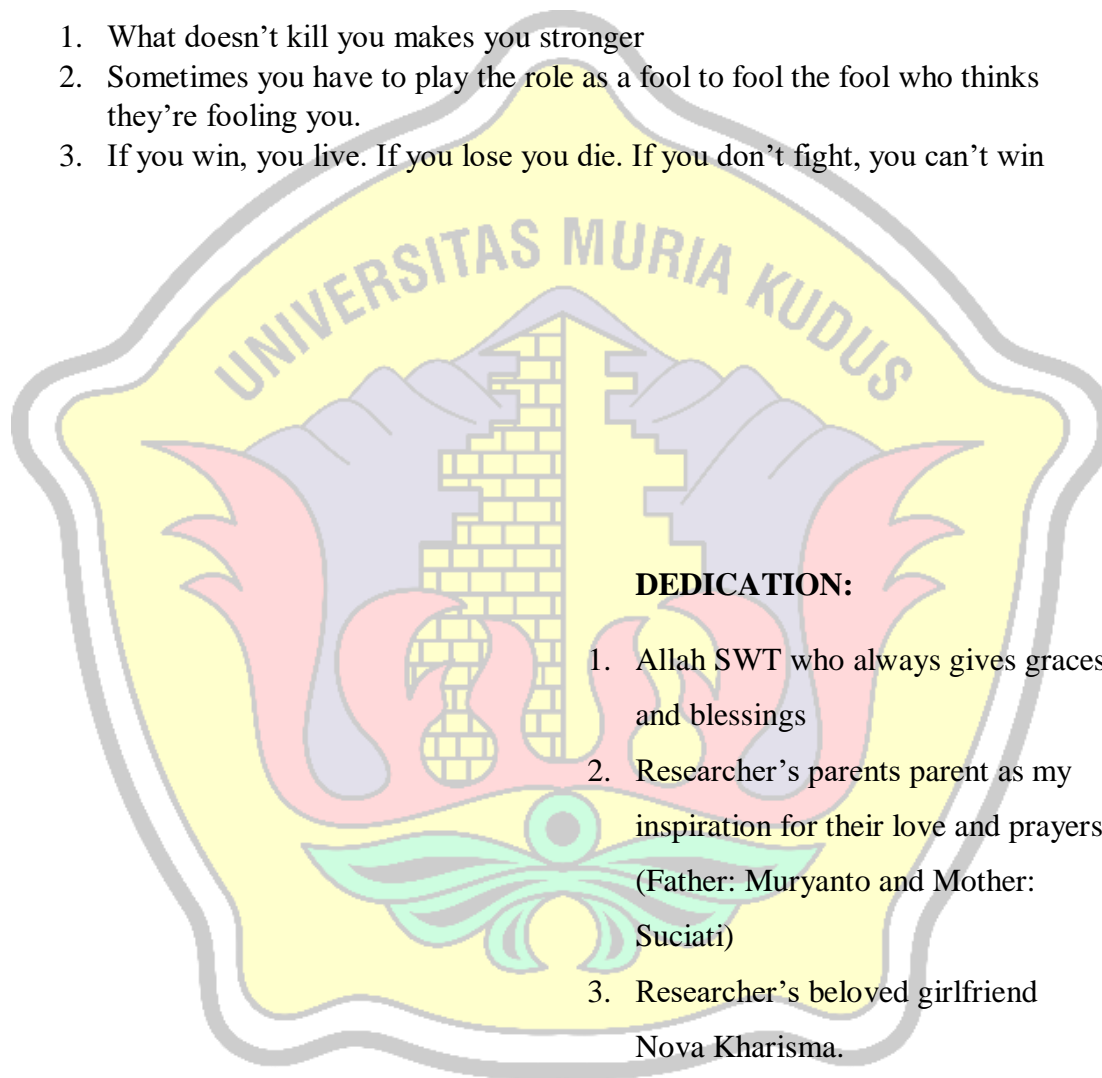 1. What doesn’t kill you makes you stronger
2. Sometimes you have to play the role as a fool to fool the fool who thinks
they’re fooling you.
3. If you win, you live. If you lose you die. If you don’t fight, you can’t win
UNIVERSITAS MURIA KUDUS
DEDICATION:
1. Allah SWT who always gives graces
and blessings
2. Researcher’s parents parent as my
inspiration for their love and prayers
(Father: Muryanto and Mother:
Suciati)
3. Researcher’s beloved girlfriend
Nova Kharisma.